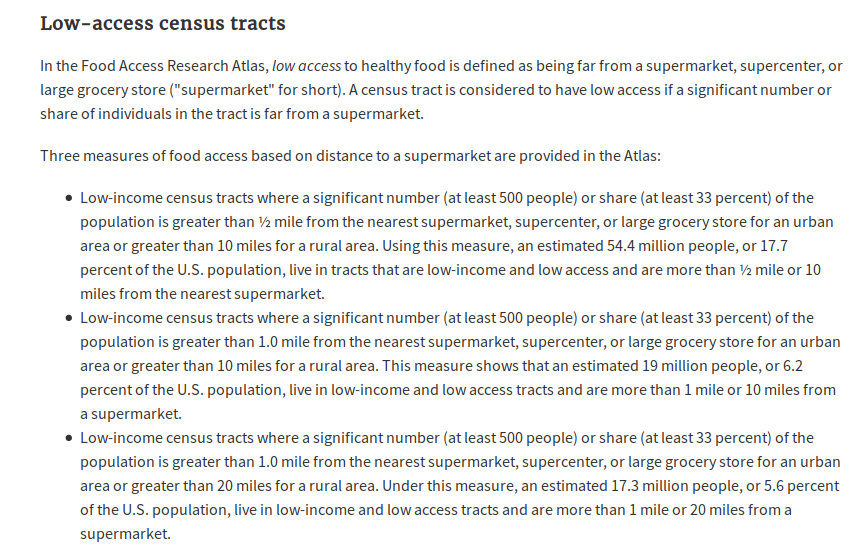 Low-access census tracts
In the Food Access Research Atlas, low access to healthy food is defined as being far from a supermarket, supercenter, or
large grocery store ("supermarket" for short). A census tract is considered to have low access if a significant number or
share of individuals in the tract is far from a supermarket.
Three measures of food access based on distance to a supermarket are provided in the Atlas:
• Low-income census tracts where a significant number (at least 500 people) or share (at least 33 percent) of the
population is greater than ½ mile from the nearest supermarket, supercenter, or large grocery store for an urban
area or greater than 10 miles for a rural area. Using this measure, an estimated 54.4 million people, or 17.7
percent of the U.S. population, live in tracts that are low-income and low access and are more than ½ mile or 10
miles from the nearest supermarket.
• Low-income census tracts where a significant number (at least 500 people) or share (at least 33 percent) of the
population is greater than 1.0 mile from the nearest supermarket, supercenter, or large grocery store for an urban
area or greater than 10 miles for a rural area. This measure shows that an estimated 19 million people, or 6.2
percent of the U.S. population, live in low-income and low access tracts and are more than 1 mile or 10 miles from
a supermarket.
• Low-income census tracts where a significant number (at least 500 people) or share (at least 33 percent) of the
population is greater than 1.0 mile from the nearest supermarket, supercenter, or large grocery store for an urban
area or greater than 20 miles for a rural area. Under this measure, an estimated 17.3 million people, or 5.6 percent
of the U.S. population, live in low-income and low access tracts and are more than 1 mile or 20 miles from a
supermarket.